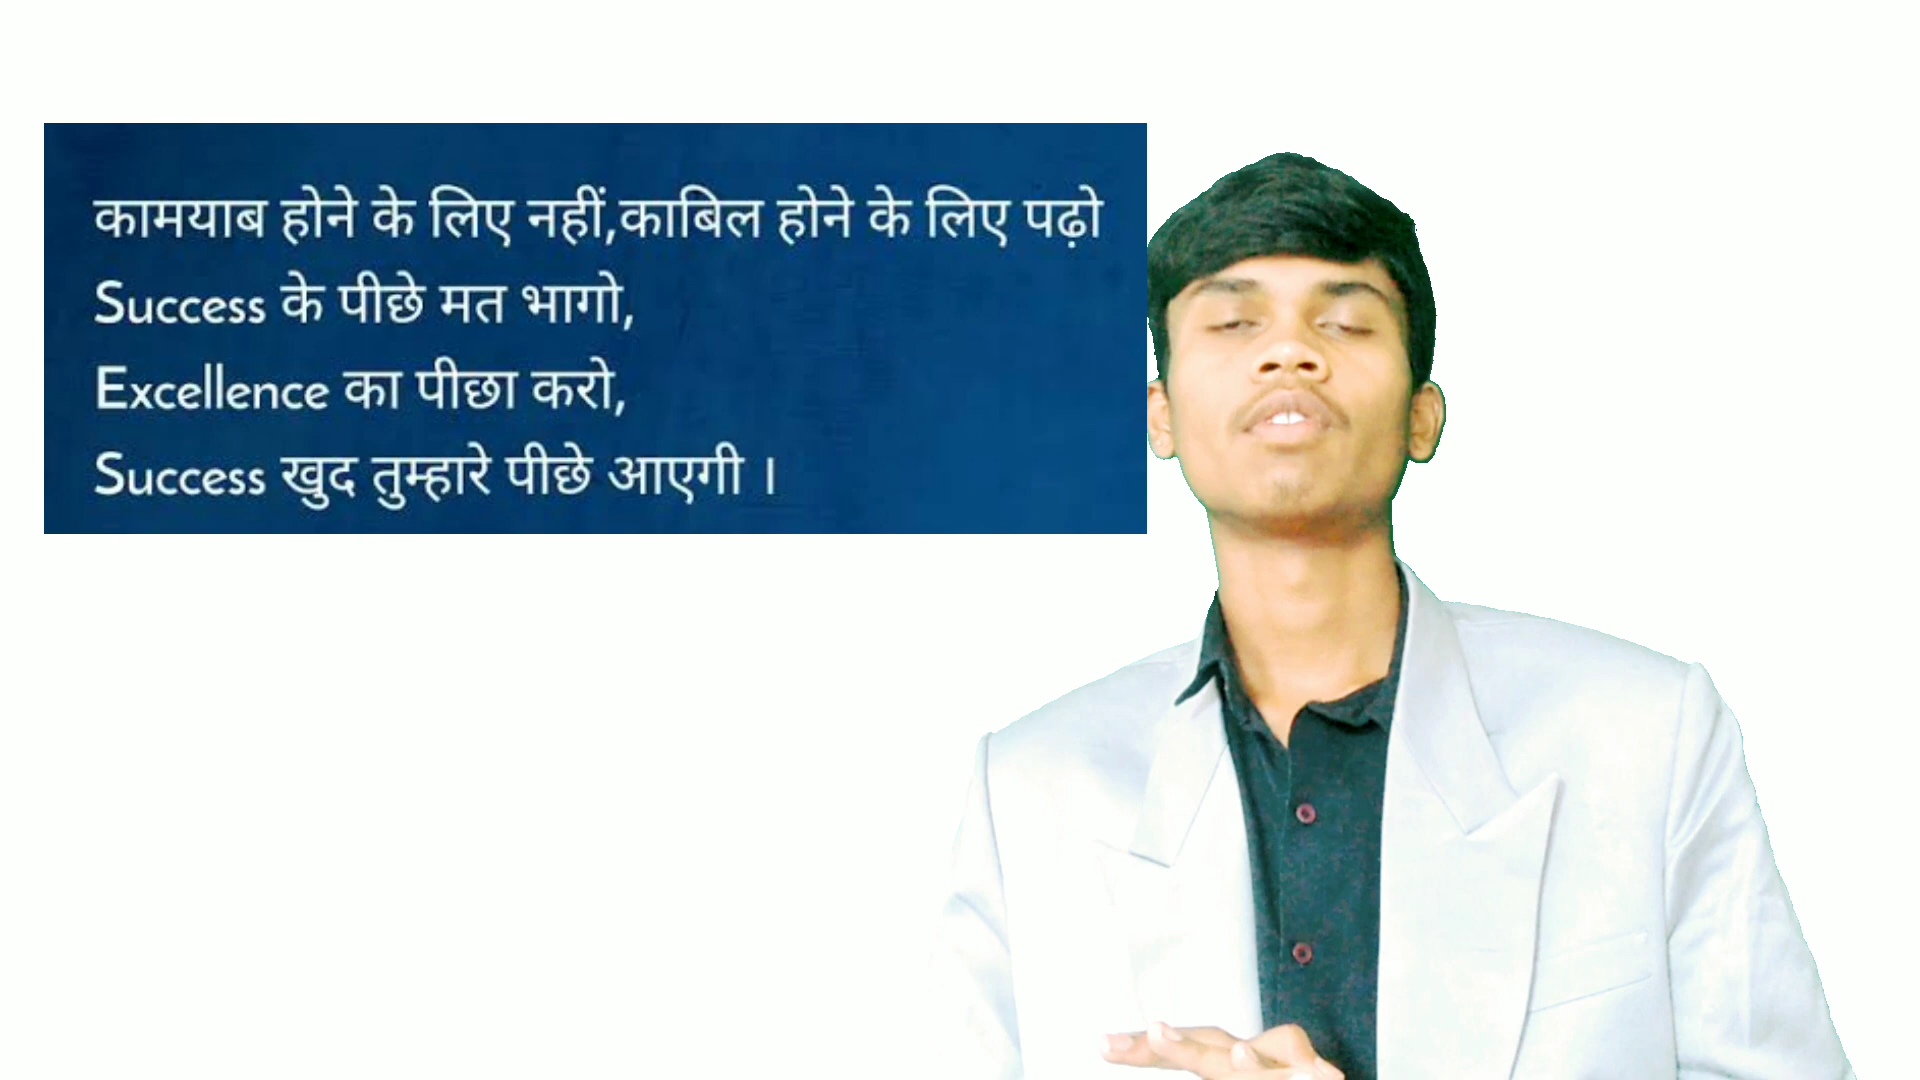 कामयाब होने के लिए नहीं,काबिल होने के लिए पढ़ो
Success के पीछे मत भागो,
Excellence का पीछा करो,
Success खुद तुम्हारे पीछे आएगी ।